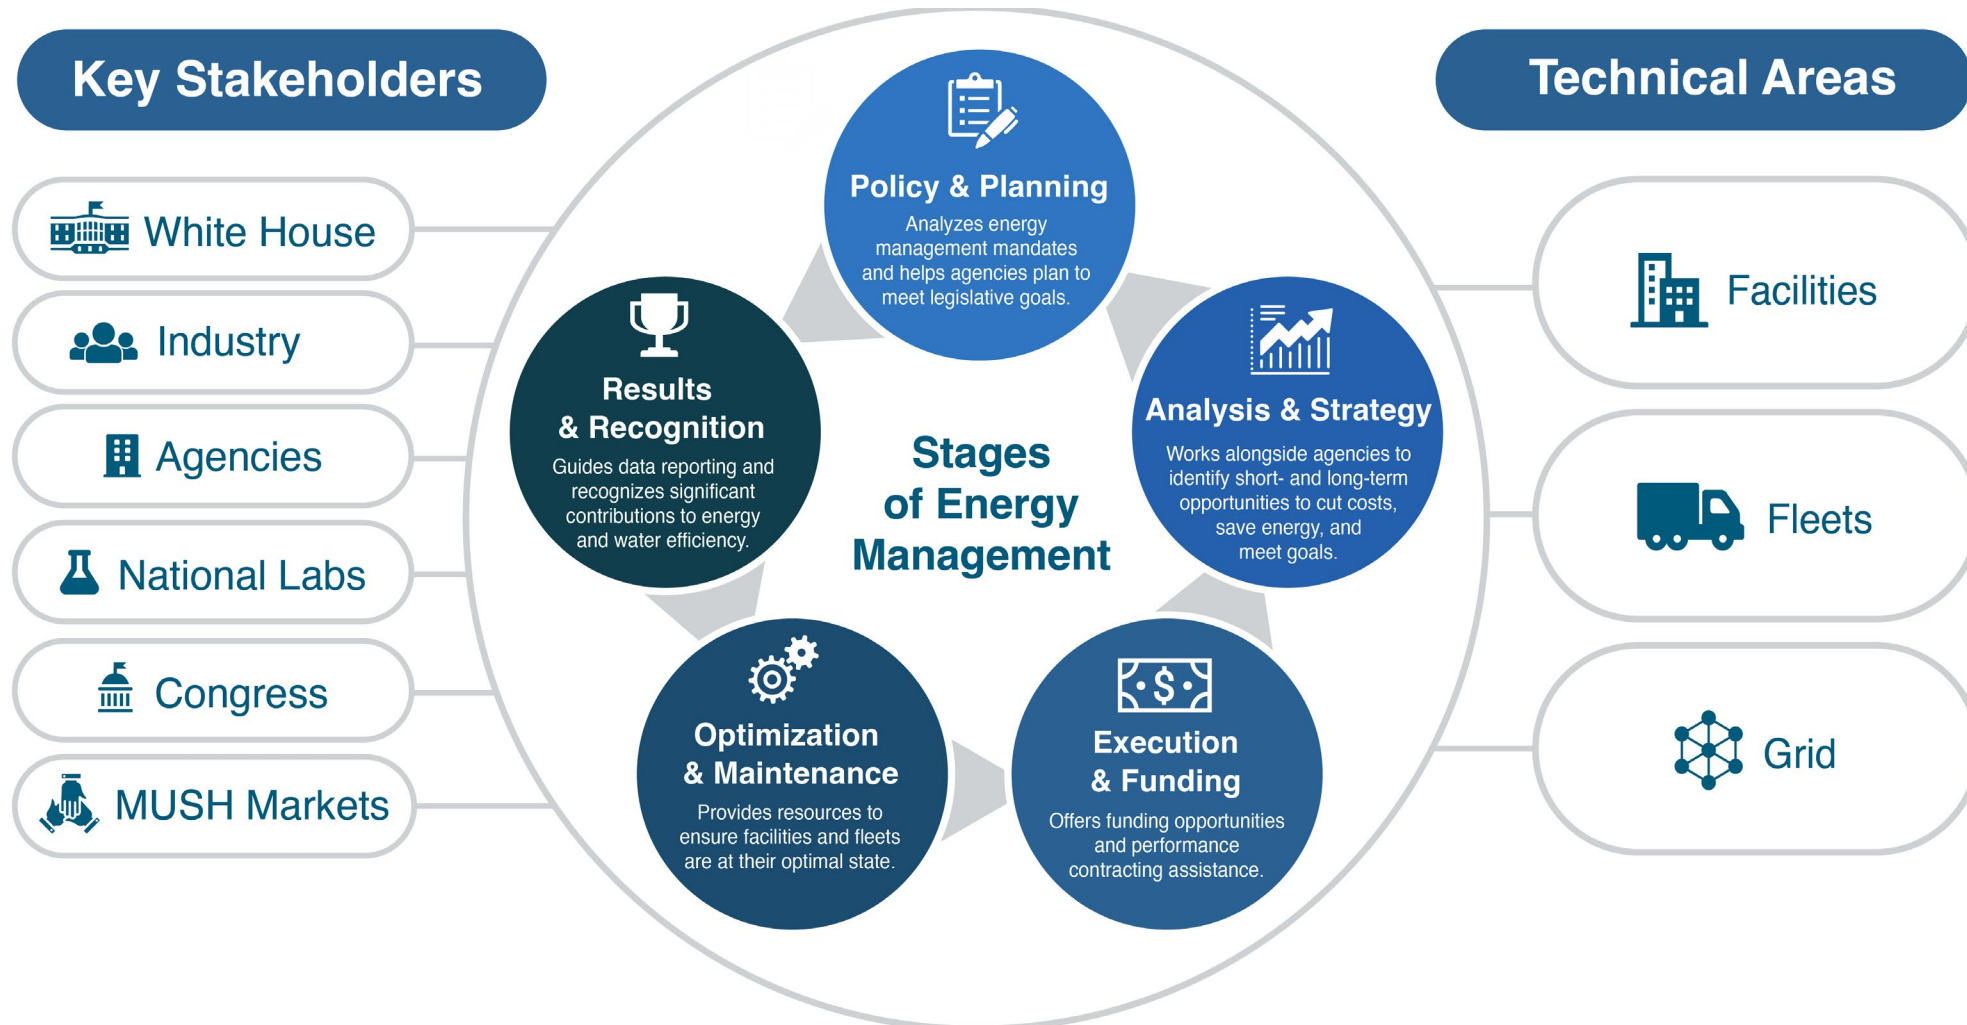 Key Stakeholders
White House
Industry
Agencies
National Labs
Congress
MUSH Markets
Policy & Planning
Analyzes energy
management mandates
and helps agencies plan to
meet legislative goals.
Analysis & Strategy
Works alongside agencies to
identify short- and long-term
opportunities to cut costs,
save energy, and
meet goals.
Execution
& Funding
$
Offers funding opportunities
and performance
contracting assistance.
Optimization
& Maintenance
Provides resources to
ensure facilities and fleets
are at their optimal state.
Results
& Recognition
Guides data reporting and
recognizes significant
contributions to energy
and water efficiency.
Stages
of Energy
Management
Technical Areas
Facilities
Fleets
Grid